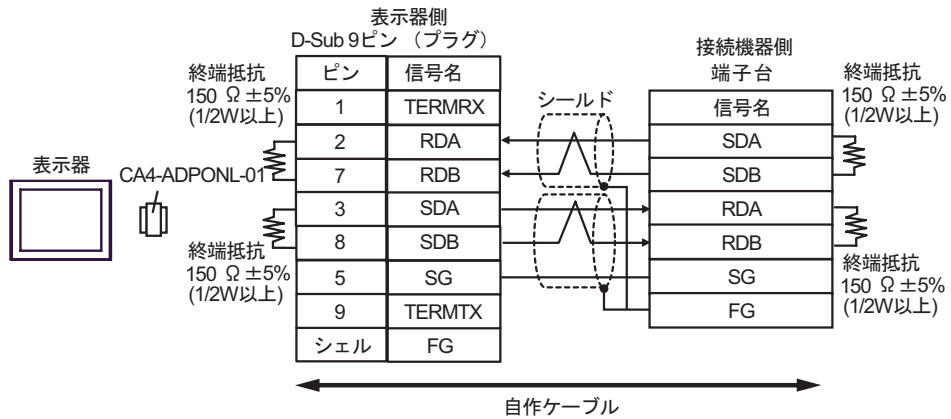 表示器側
D-Sub 9ピン （プラグ）
接続機器側
端子台
終端抵抗
150 Ω ±5%
(1/2W以上)
ピン 信号名
1 TERMRX
2 RDA
7 RDB
3 SDA
8 SDB
5 SG
9 TERMTX
シェル FG
シールド
信号名
SDA
SDB
RDA
RDB
SG
FG
終端抵抗
150 Ω ±5%
(1/2W以上)
表示器
CA4-ADPONL-01
終端抵抗
150 Ω ±5%
(1/2W以上)
終端抵抗
150 Ω ±5%
(1/2W以上)
自作ケーブル